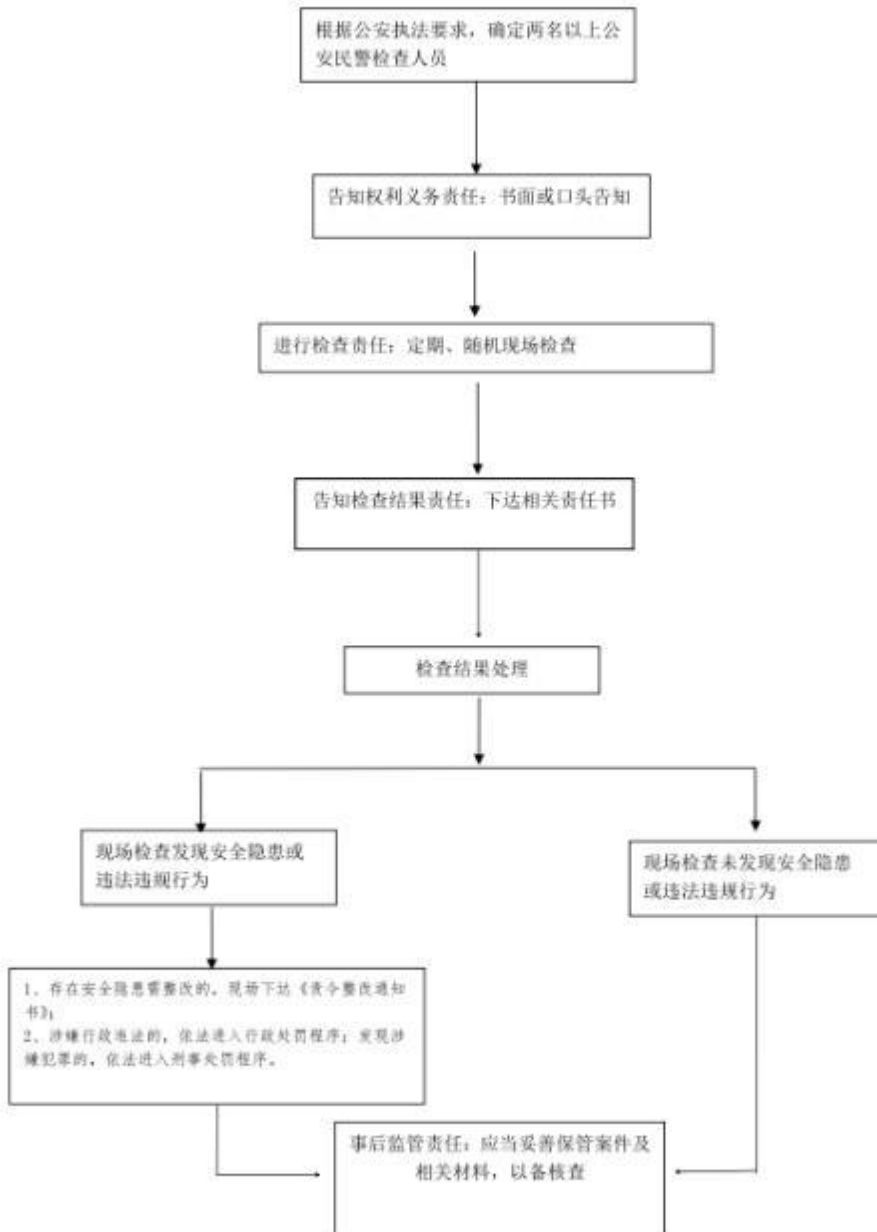 根据公安执法要求，确定两名以上公
安民警检查人员
告知权利义务责任：书面或口头告知
进行检查责任：定期、随机现场检查
告知检查结果责任：下达相关责任书
检查结果处理
现场检查发现安全隐患或
违法违规行为
现场检查未发现安全隐患
或违法违规行为
1、存在安全隐患需整改的，现场下达《责令整改通知
书》；
2、涉嫌行政违法的，依法进入行政处罚程序；发现涉
嫌犯罪的，依法进入刑事处罚程序。
事后监管责任：应当妥善保管案件及
相关材料，以备核查